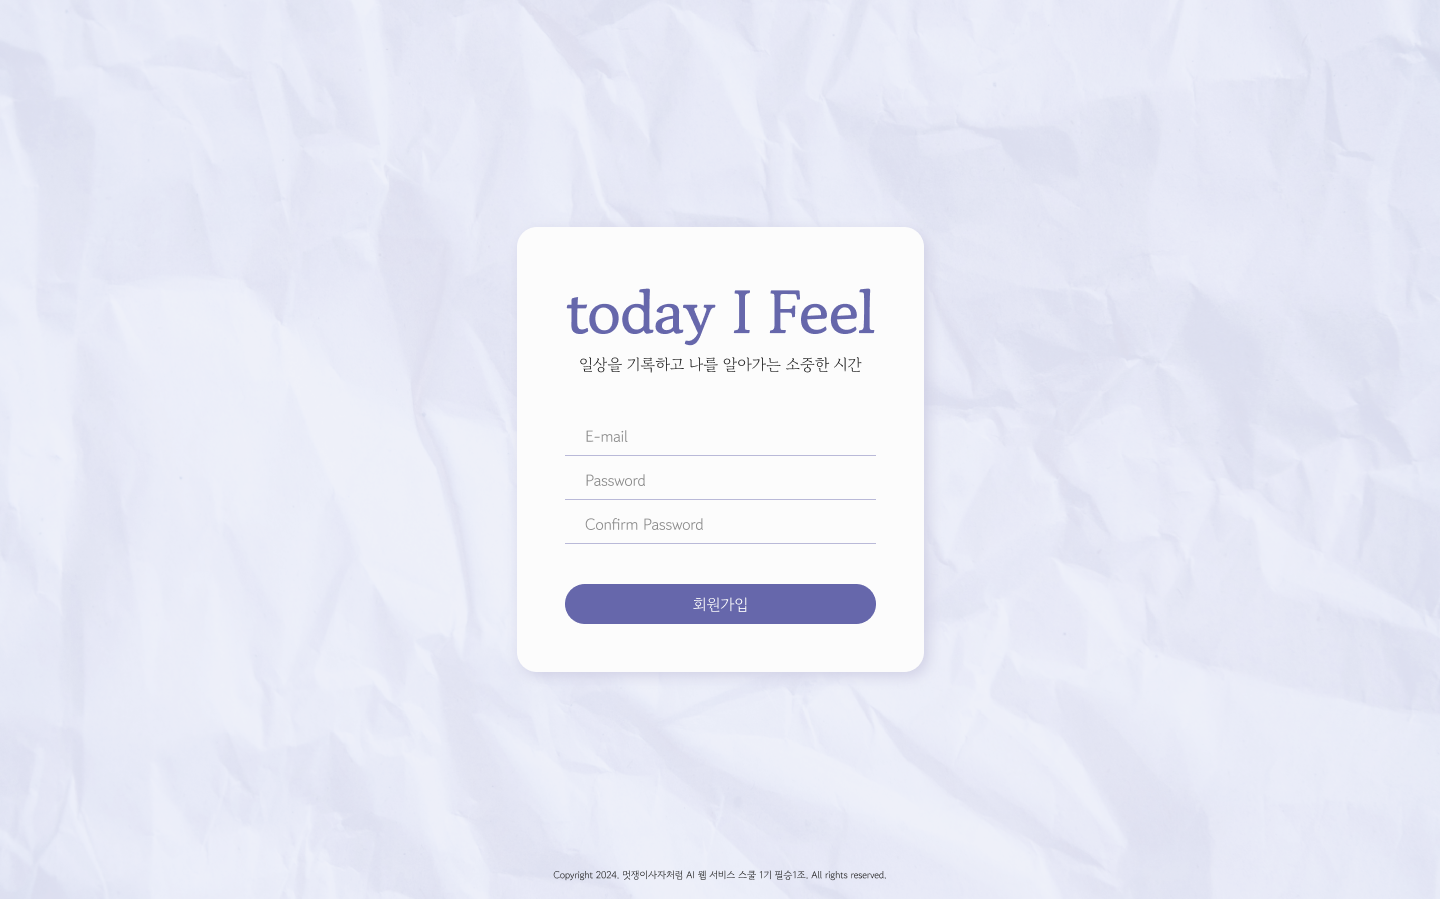 today I Feel
일상을 기록하고 나를 알아가는 소중한 시간
E-mail
Password
Confirm Password
회원가입
Copyright 2024. 멋쟁이사자처럼 AI 웹 서비스 스쿨 1기 필승1조. All rights reserved.